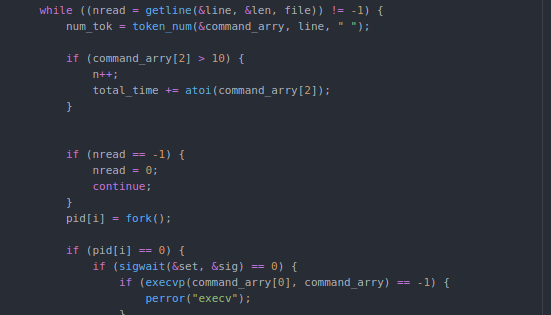 while ((nread = getline(&line, &len, file)) != -1) {
num_tok = token_num(&command_arry, line, " ");
if (command_arry[2] > 10) {
n++;
total_time += atoi(command_arry[2]);
}
if (nread == -1) {
nread = 0;
continue;
}
pid[i] = fork();
if (pid[i] == 0) {
if (sigwait(&set, &sig) == 0) {
if (execvp(command_arry[0], command_arry) == -1) {
perror("execv");
}